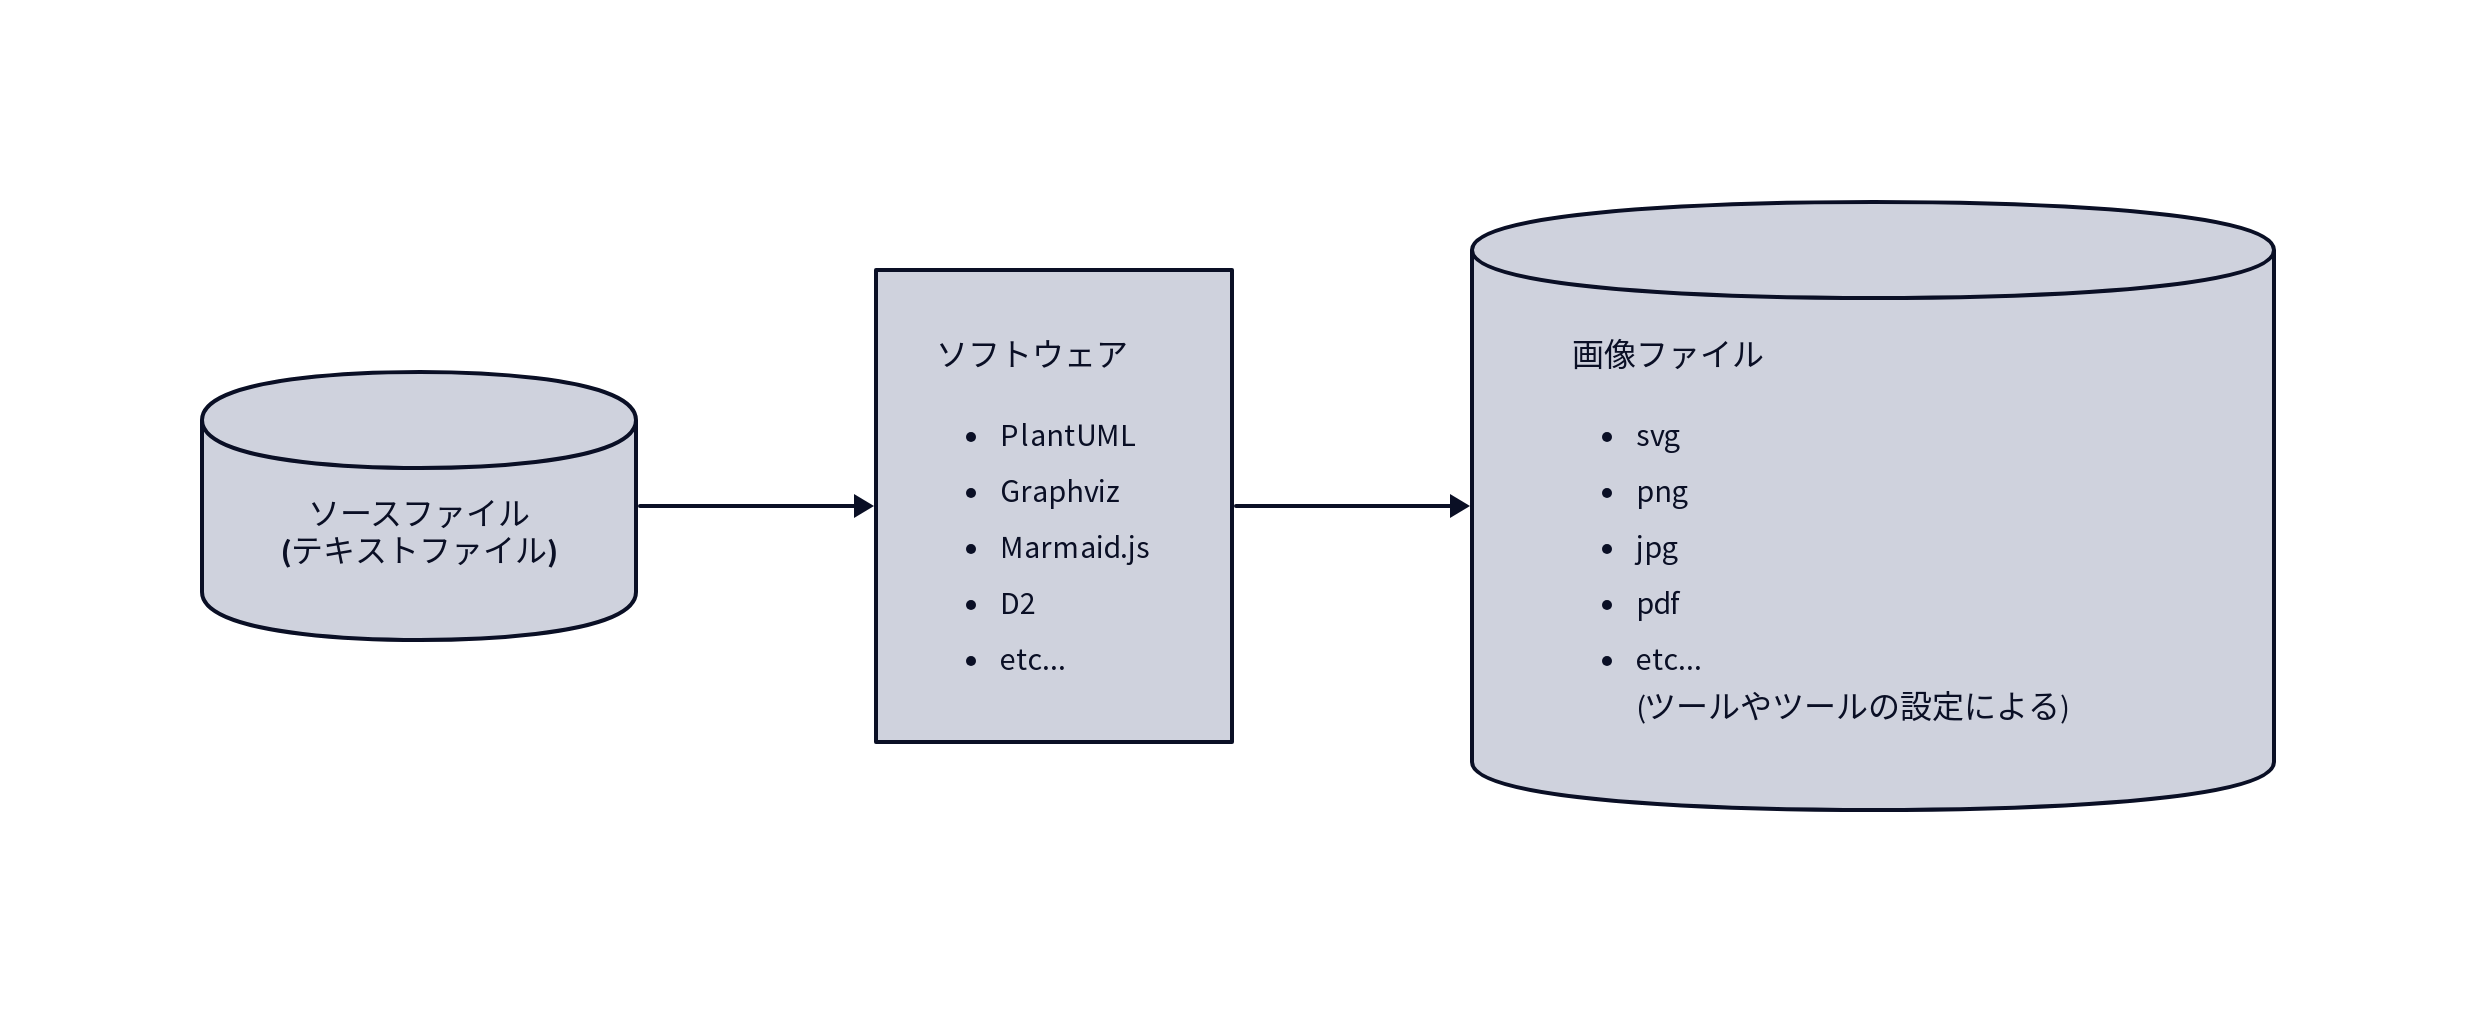 ソースファイル
(テキストファイル)
ソフトウェア
• PlantUML
• Graphviz
• Marmaid.js
• D2
• etc...
画像ファイル
• svg
• png
• jpg
• pdf
• etc...
(ツールやツールの設定による)